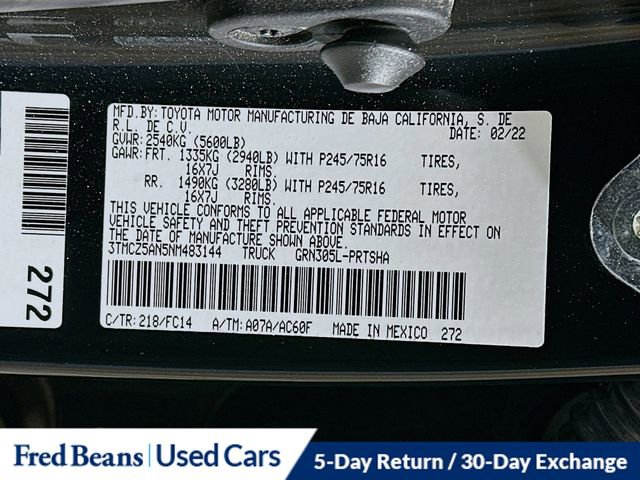 MFD.BY: TOYOTA MOTOR MANUFACTURING DE BAJA CALIFORNIA, S. DE
R.L. DE C.V. DATE: 02/22
GVWR: 2540KG (5600LB)
GAWR: FRT. 1335KG (2940LB) WITH P245/75R16 TIRES,
16X7J RIMS.
RR. 1490KG (3280LB) WITH P245/75R16 TIRES,
16X7J RIMS.
THIS VEHICLE CONFORMS TO ALL APPLICABLE FEDERAL MOTOR
VEHICLE SAFETY AND THEFT PREVENTION STANDARDS IN EFFECT ON
THE DATE OF MANUFACTURE SHOWN ABOVE.
3TMCZ5AN5NM483144 TRUCK GRN305L-PRTSHA
C/TR: 218/FC14 A/TM: A07A/AC60F MADE IN MEXICO 272
272
Fred Beans | Used Cars
5-Day Return / 30-Day Exchange